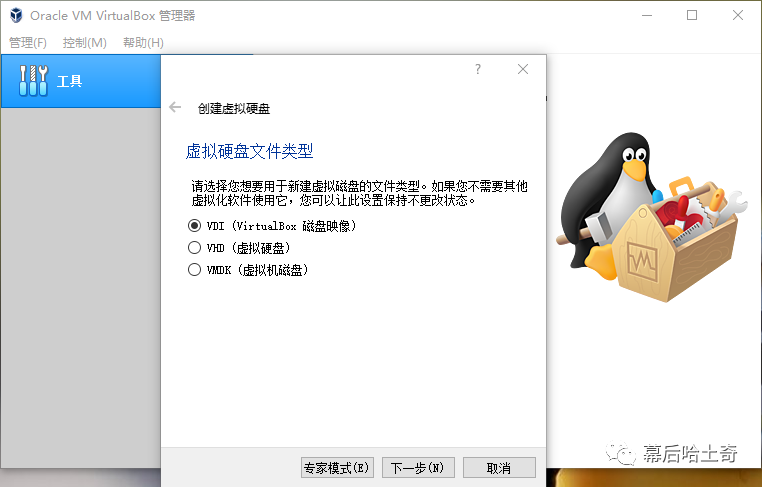 Oracle VM VirtualBox 管理器
管理(F) 控制(M) 帮助(H)
工具
?
创建虚拟硬盘
虚拟硬盘文件类型
请选择您想要用于新建虚拟磁盘的文件类型。如果您不需要其他
虚拟化软件使用它，您可以让此设置保持不更改状态。
VDI (VirtualBox 磁盘映像)
VHD (虚拟硬盘)
VMDK (虚拟机磁盘)
专家模式(E) 下一步(N) 取消
幕后哈士奇